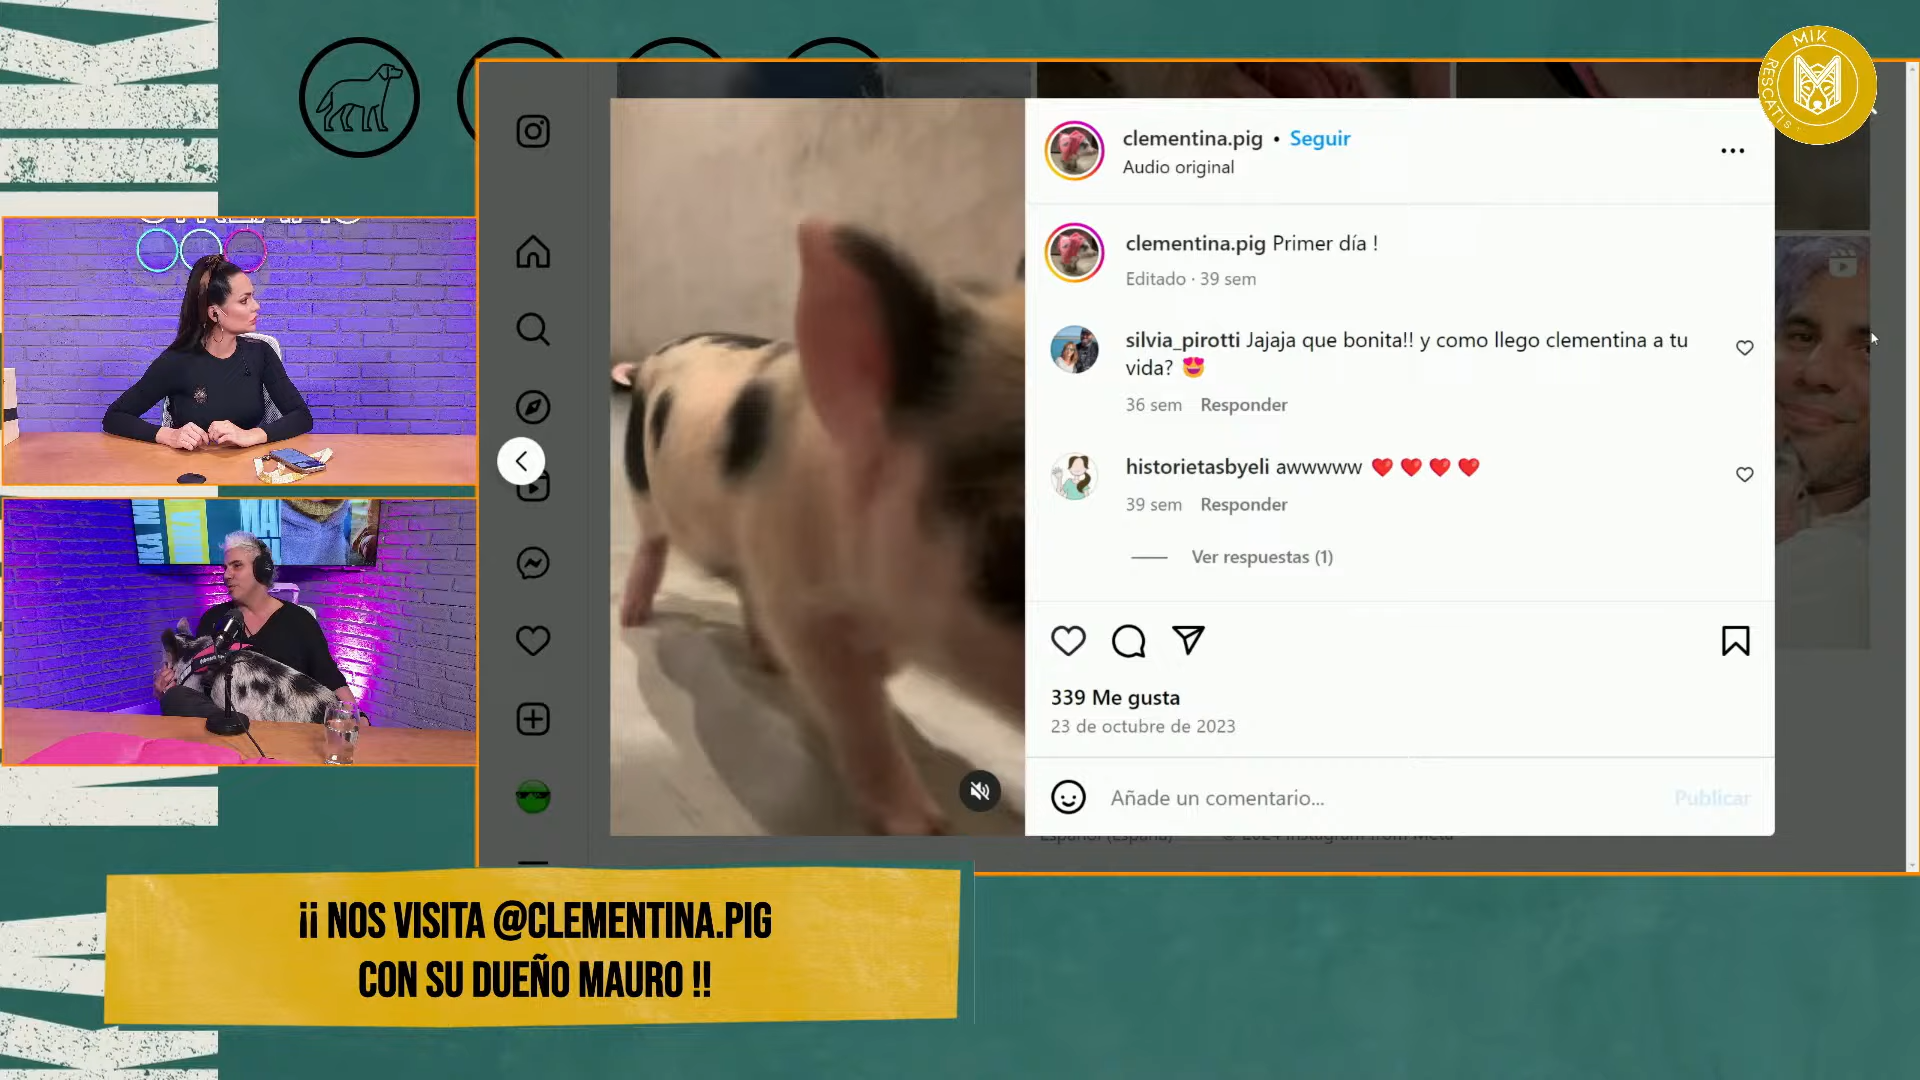 MIK
RESCATIS
clementina.pig • Seguir
Audio original
clementina.pig Primer día !
Editado · 39 sem
silvia_pirotti Jajaja que bonita!! y como llego clementina a tu
vida? 😍
36 sem Responder
historietasbyeli awwwww ❤️ ❤️ ❤️ ❤️
39 sem Responder
Ver respuestas (1)
339 Me gusta
23 de octubre de 2023
Añade un comentario...
Publicar
¡¡ NOS VISITA @CLEMENTINA.PIG
CON SU DUEÑO MAURO !!